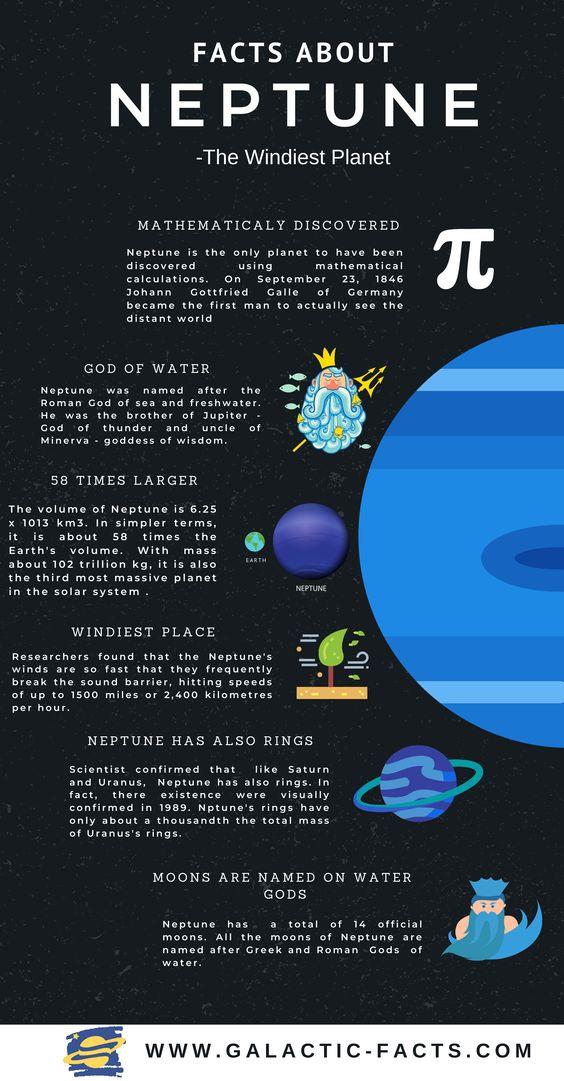 FACTS ABOUT
NEPTUNE
-The Windiest Planet
MATHEMATICALY DISCOVERED
Neptune is the only planet to have been
discovered using mathematical
calculations. On September 23, 1846
Johann Gottfried Galle of Germany
became the first man to actually see the
distant world
π
GOD OF WATER
Neptune was named after the
Roman God of sea and freshwater.
He was the brother of Jupiter -
God of thunder and uncle of
Minerva - goddess of wisdom.
58 TIMES LARGER
The volume of Neptune is 6.25
x 1013 km3. In simpler terms,
it is about 58 times the
Earth's volume. With mass
about 102 trillion kg, it is also
the third most massive planet
in the solar system .
EARTH
NEPTUNE
WINDIEST PLACE
Researchers found that the Neptune's
winds are so fast that they frequently
break the sound barrier, hitting speeds
of up to 1500 miles or 2,400 kilometres
per hour.
NEPTUNE HAS ALSO RINGS
Scientist confirmed that like Saturn
and Uranus, Neptune has also rings. In
fact, there existence were visually
confirmed in 1989. Nptune's rings have
only about a thousandth the total mass
of Uranus's rings.
MOONS ARE NAMED ON WATER
GODS
Neptune has a total of 14 official
moons. All the moons of Neptune are
named after Greek and Roman Gods of
water.
WWW.GALACTIC-FACTS.COM